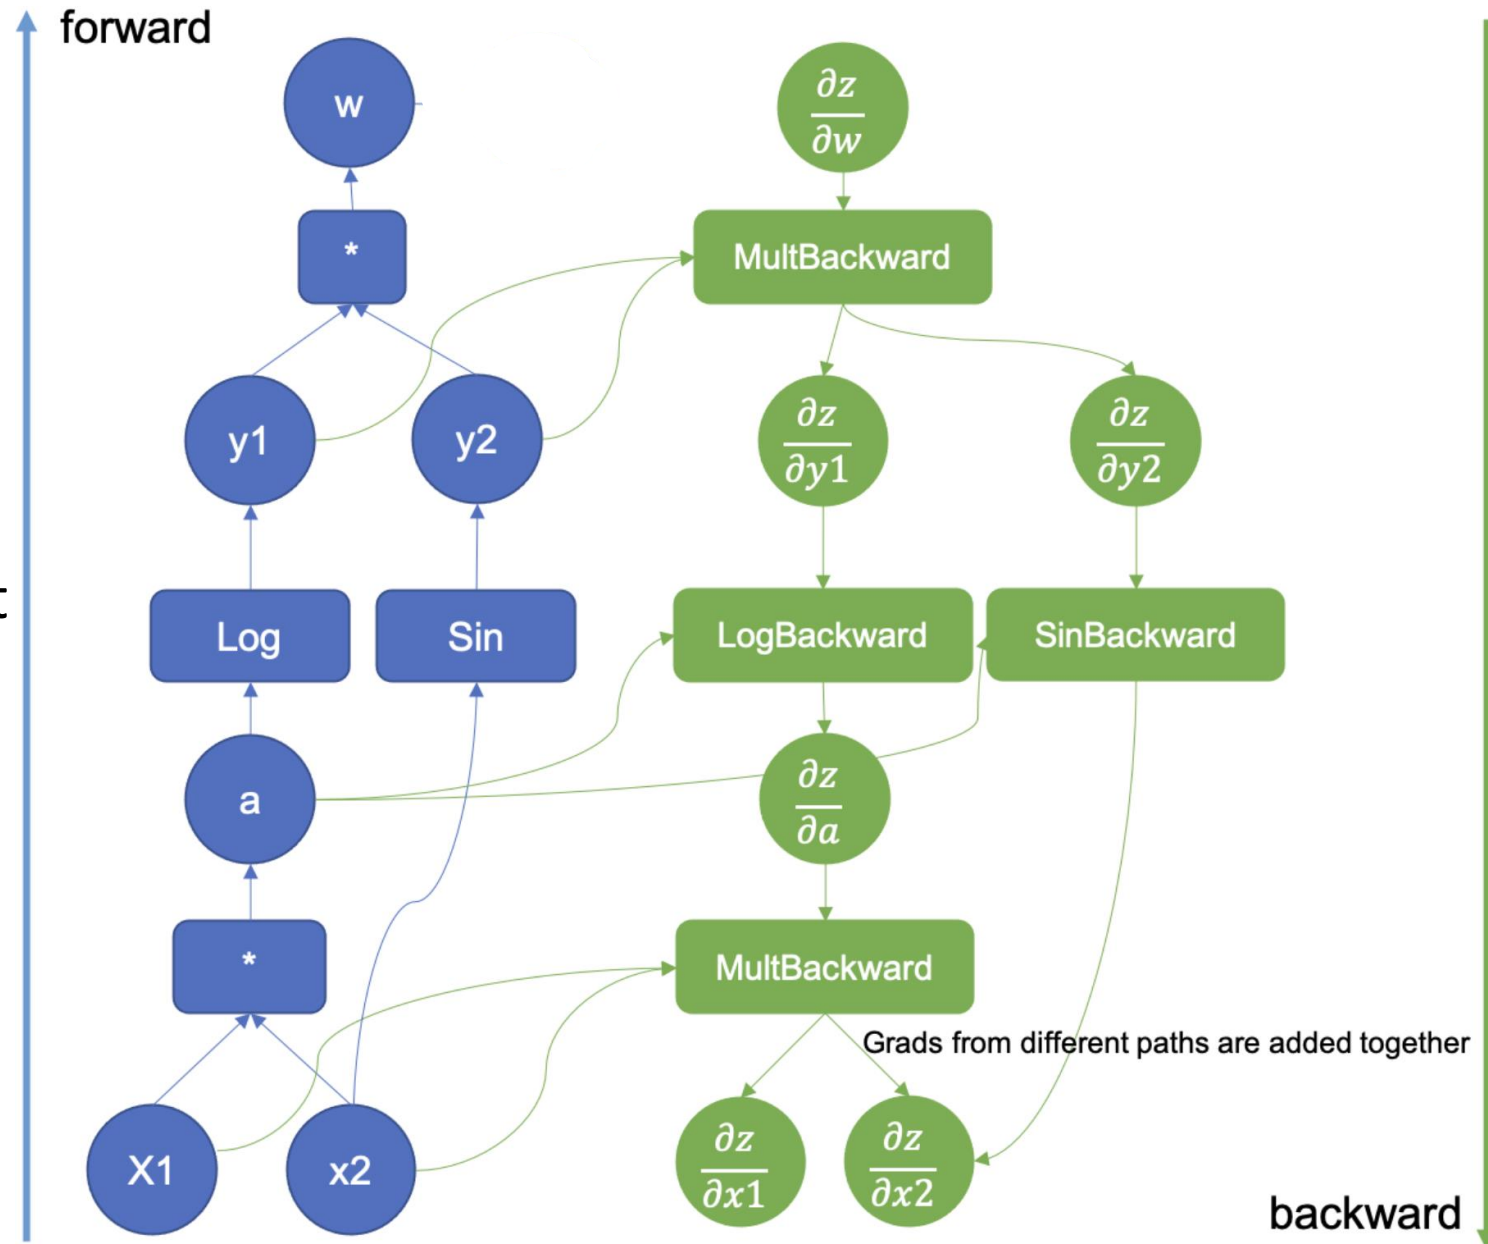 forward
w
∂z
∂w
*
MultBackward
y1
y2
∂z
∂y1
∂z
∂y2
t
Log
Sin
LogBackward
SinBackward
a
∂z
∂a
*
MultBackward
Grads from different paths are added together
X1
x2
∂z
∂x1
∂z
∂x2
backward